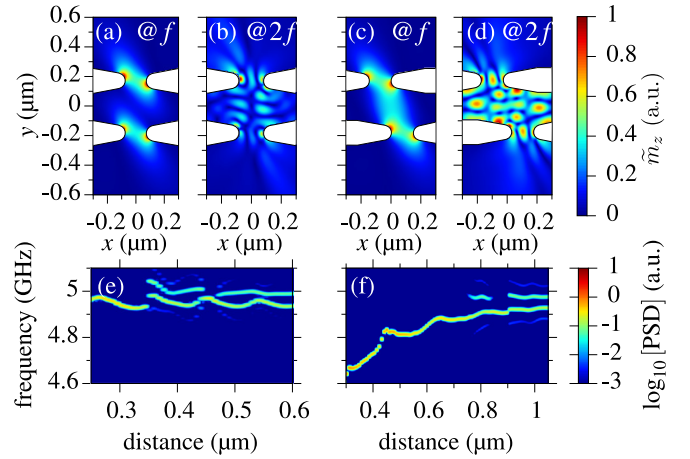 (a) @f (b) @2f (c) @f (d) @2f
0.6
0.4
0.2
0
-0.2
-0.4
-0.6
y (μm)
-0.2 0 0.2 -0.2 0 0.2 -0.2 0 0.2 -0.2 0 0.2
x (μm) x (μm) x (μm) x (μm)
1
0.8
0.6
0.4
0.2
0
m̃z (a.u.)
(e) (f)
5
4.8
4.6
frequency (GHz)
0.3 0.4 0.5 0.6 0.4 0.6 0.8 1
distance (μm) distance (μm)
2
1
0
-1
-2
-3
log10[PSD] (a.u.)